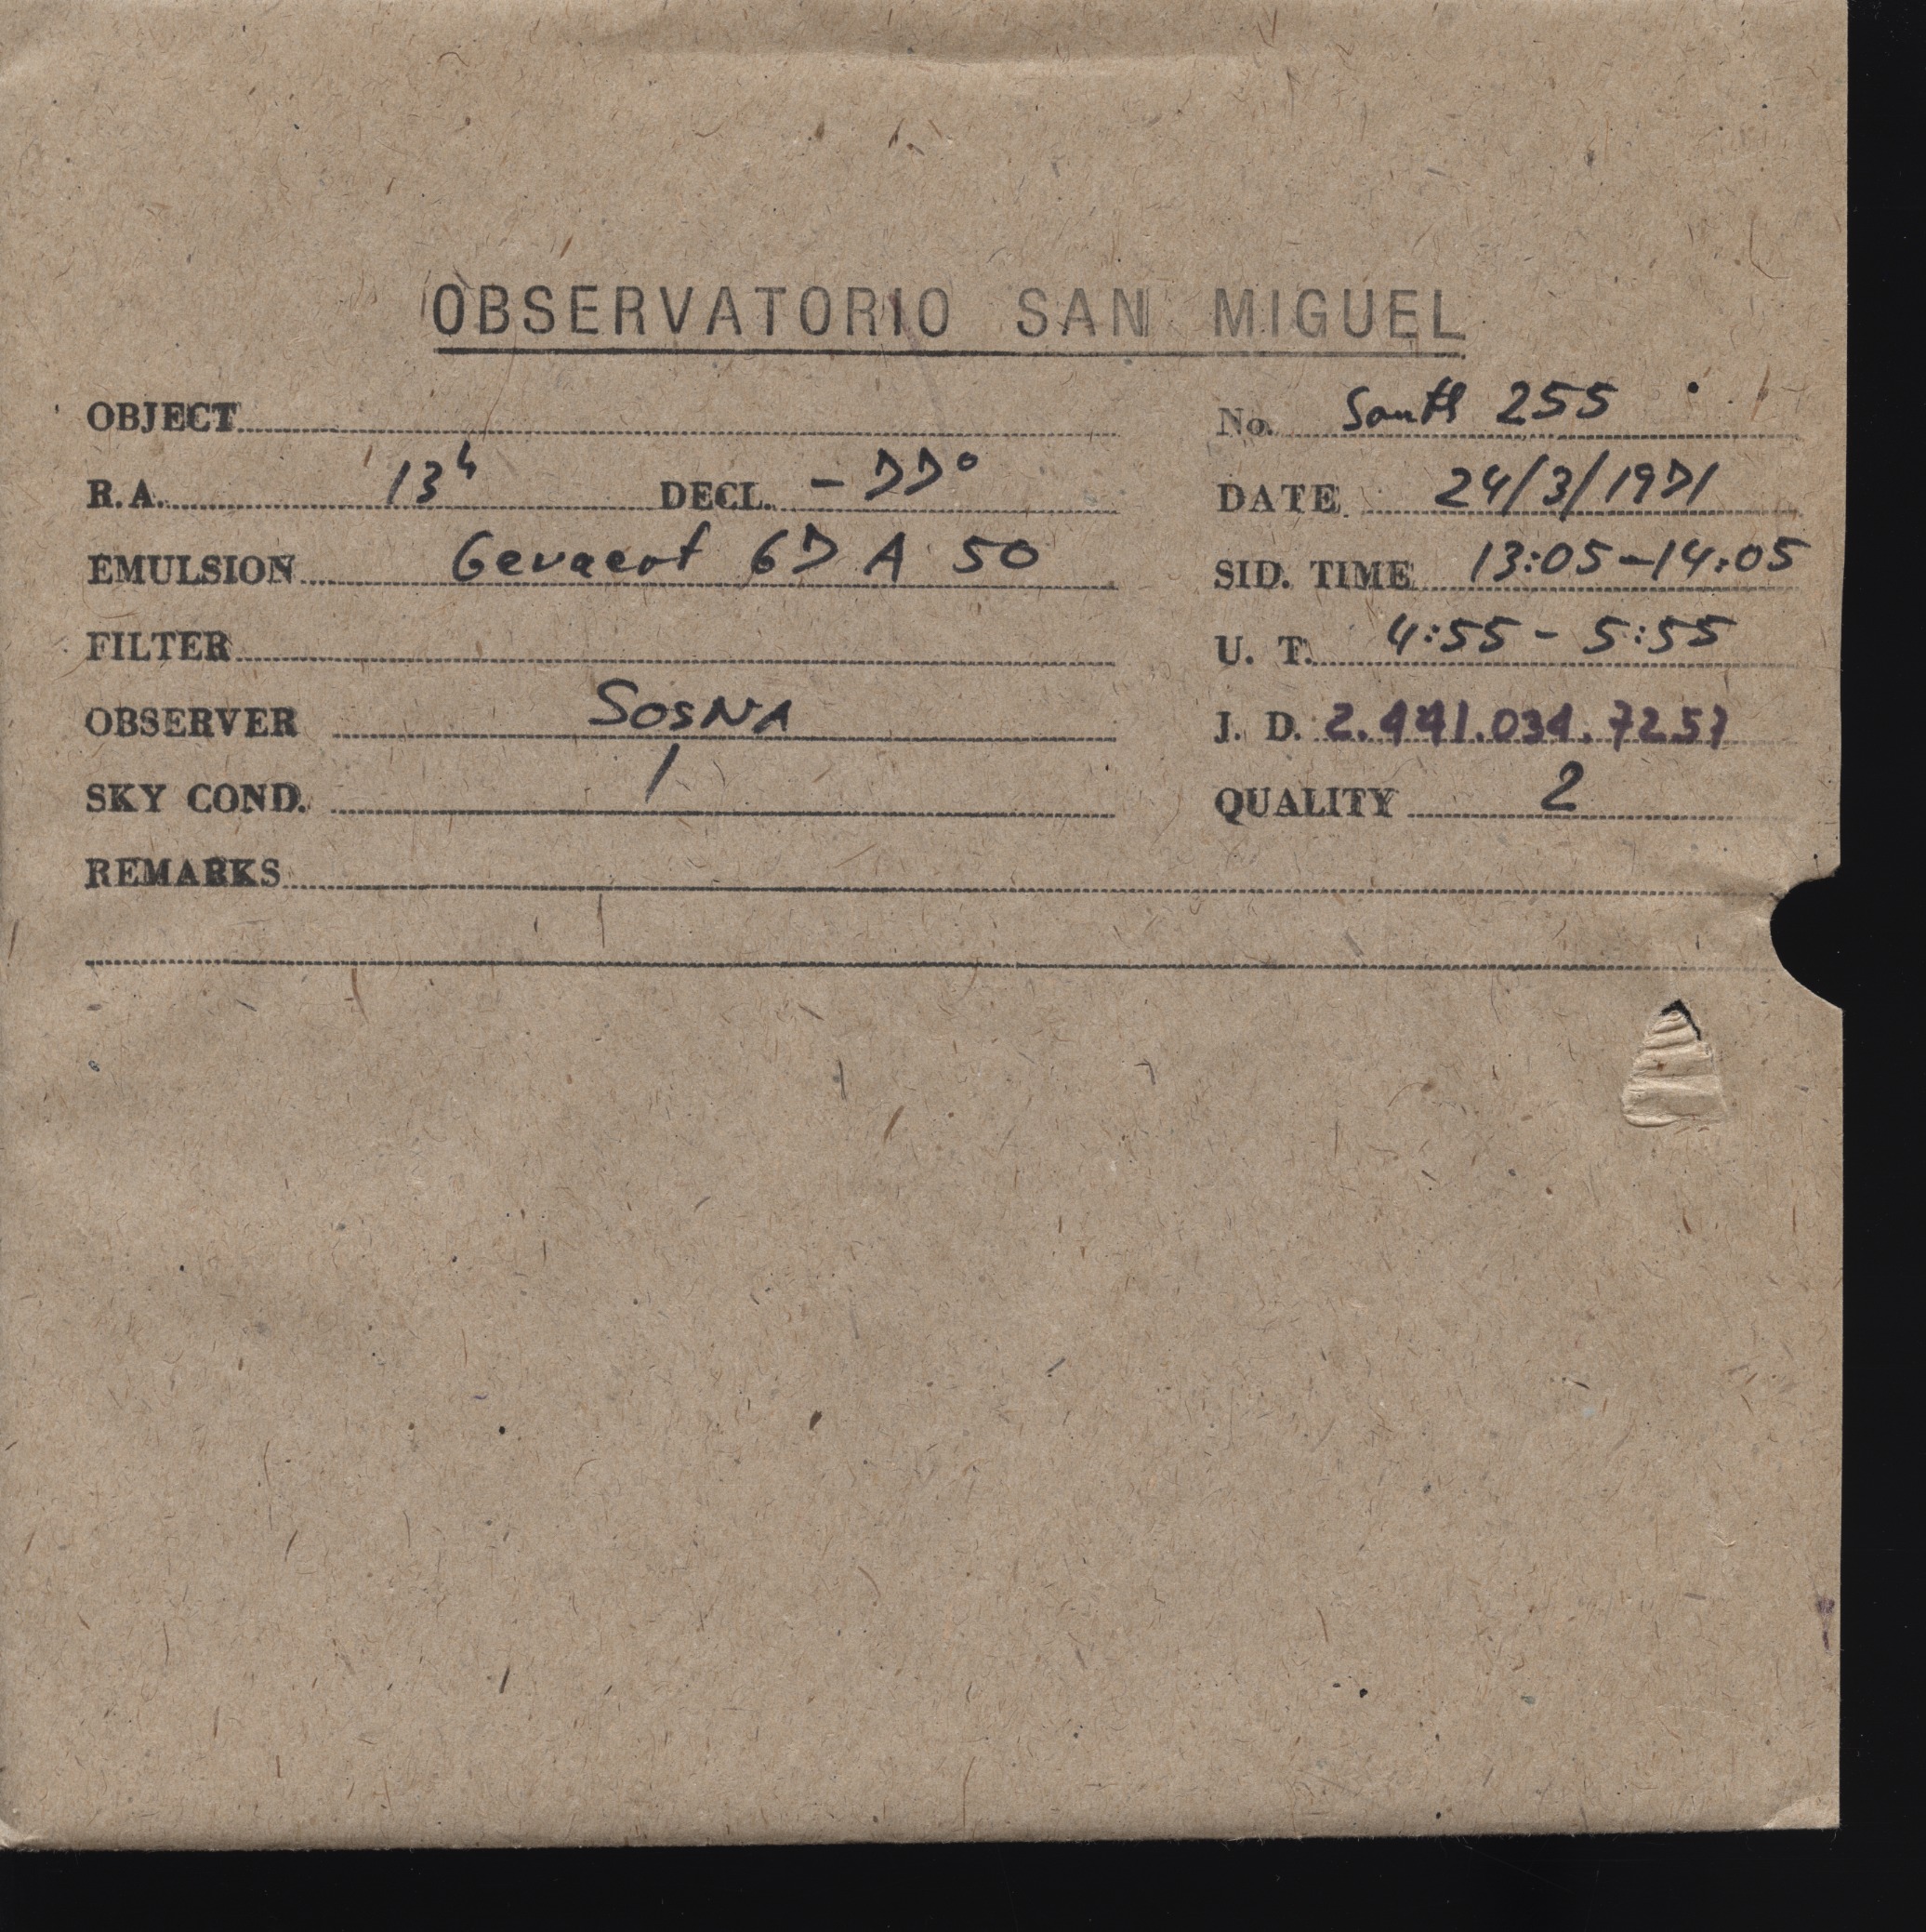 OBSERVATORIO SAN MIGUEL
OBJECT
No. South 255
R.A. 13h DECL. -77°
DATE 24/3/1971
EMULSION Gevaert 67 A 50
SID. TIME 13:05-14:05
FILTER
U. T. 4:55 - 5:55
OBSERVER SOSNA
J. D. 2.441.034.7257
SKY COND. 1
QUALITY 2
REMARKS